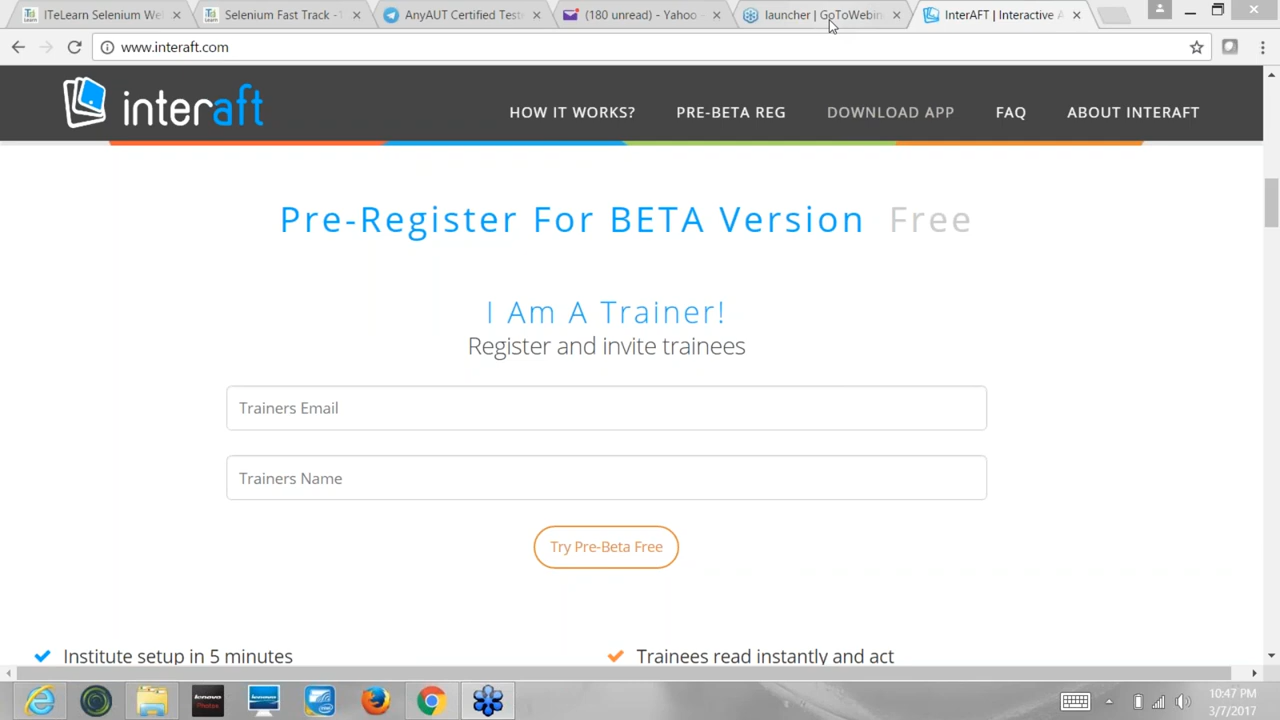 ITeLearn Selenium We
Selenium Fast Track -
AnyAUT Certified Test
(180 unread) - Yahoo
launcher | GoToWebin
InterAFT | Interactive A
www.interaft.com
interaft
HOW IT WORKS?
PRE-BETA REG
DOWNLOAD APP
FAQ
ABOUT INTERAFT
Pre-Register For BETA Version Free
I Am A Trainer!
Register and invite trainees
Trainers Email
Trainers Name
Try Pre-Beta Free
Institute setup in 5 minutes
Trainees read instantly and act
lenovo
Photos
lenovo
10:47 PM
3/7/2017